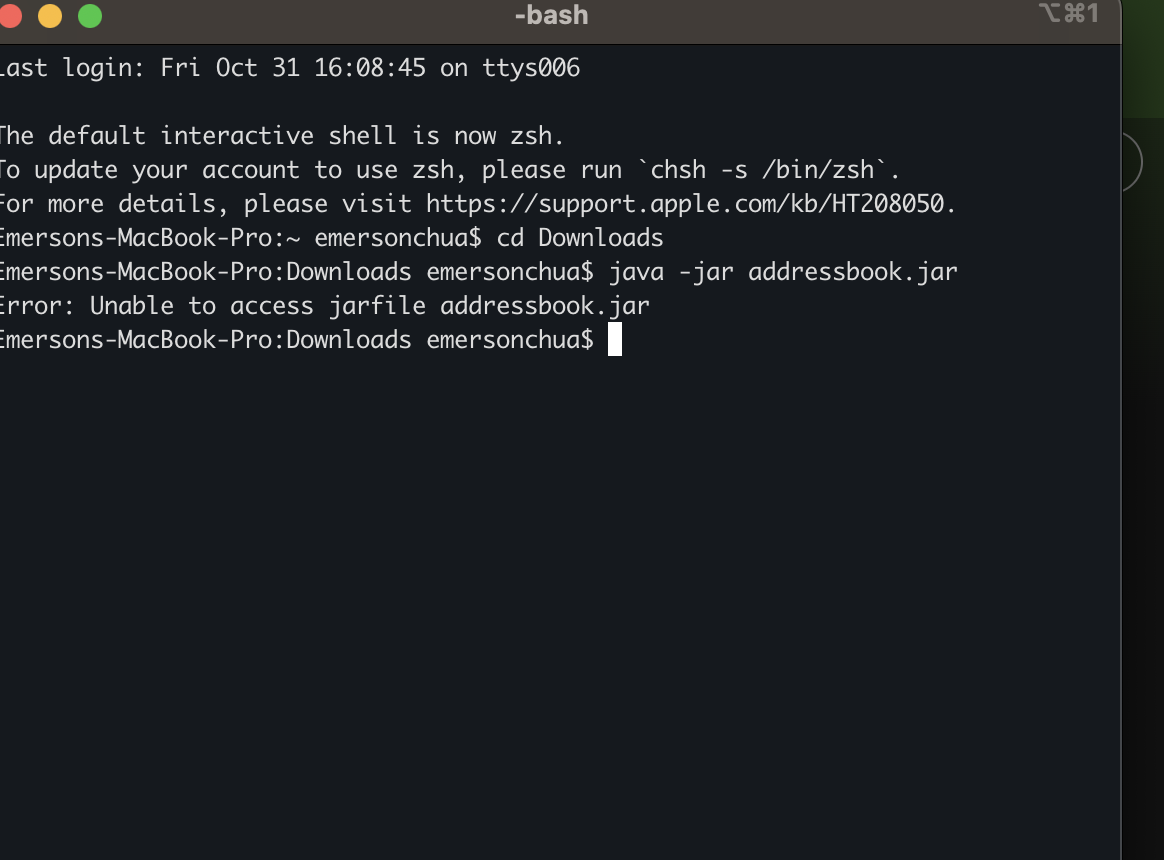 -bash
⌥⌘1
Last login: Fri Oct 31 16:08:45 on ttys006
The default interactive shell is now zsh.
To update your account to use zsh, please run `chsh -s /bin/zsh`.
For more details, please visit https://support.apple.com/kb/HT208050.
Emersons-MacBook-Pro:~ emersonchua$ cd Downloads
Emersons-MacBook-Pro:Downloads emersonchua$ java -jar addressbook.jar
Error: Unable to access jarfile addressbook.jar
Emersons-MacBook-Pro:Downloads emersonchua$